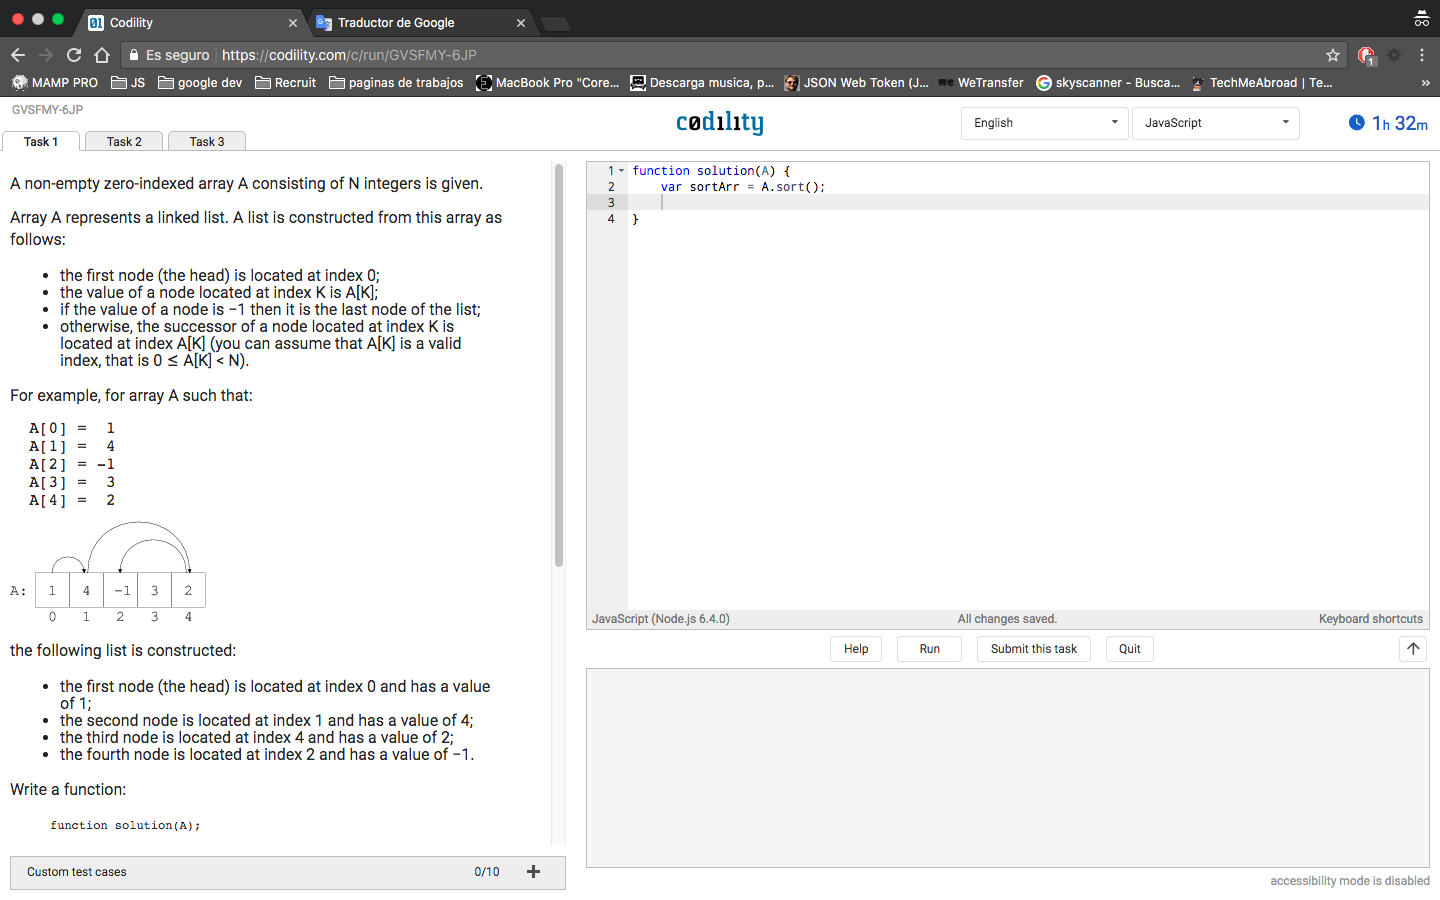 Codility
Traductor de Google
Es seguro https://codility.com/c/run/GVSFMY-6JP
1
MAMP PRO JS google dev Recruit paginas de trabajos MacBook Pro "Core... Descarga musica, p... JSON Web Token (J... we WeTransfer skyscanner - Busca... TechMeAbroad | Te... »
GVSFMY-6JP
codility
English
JavaScript
1h 32m
Task 1
Task 2
Task 3
A non-empty zero-indexed array A consisting of N integers is given.
Array A represents a linked list. A list is constructed from this array as
follows:
• the first node (the head) is located at index 0;
• the value of a node located at index K is A[K];
• if the value of a node is −1 then it is the last node of the list;
• otherwise, the successor of a node located at index K is
located at index A[K] (you can assume that A[K] is a valid
index, that is 0 ≤ A[K] < N).
For example, for array A such that:
A[0] = 1
A[1] = 4
A[2] = -1
A[3] = 3
A[4] = 2
A: 1 4 -1 3 2
0 1 2 3 4
the following list is constructed:
• the first node (the head) is located at index 0 and has a value
of 1;
• the second node is located at index 1 and has a value of 4;
• the third node is located at index 4 and has a value of 2;
• the fourth node is located at index 2 and has a value of −1.
Write a function:
function solution(A);
Custom test cases 0/10 +
1 function solution(A) {
2 var sortArr = A.sort();
3
4 }
JavaScript (Node.js 6.4.0) All changes saved. Keyboard shortcuts
Help Run Submit this task Quit
accessibility mode is disabled